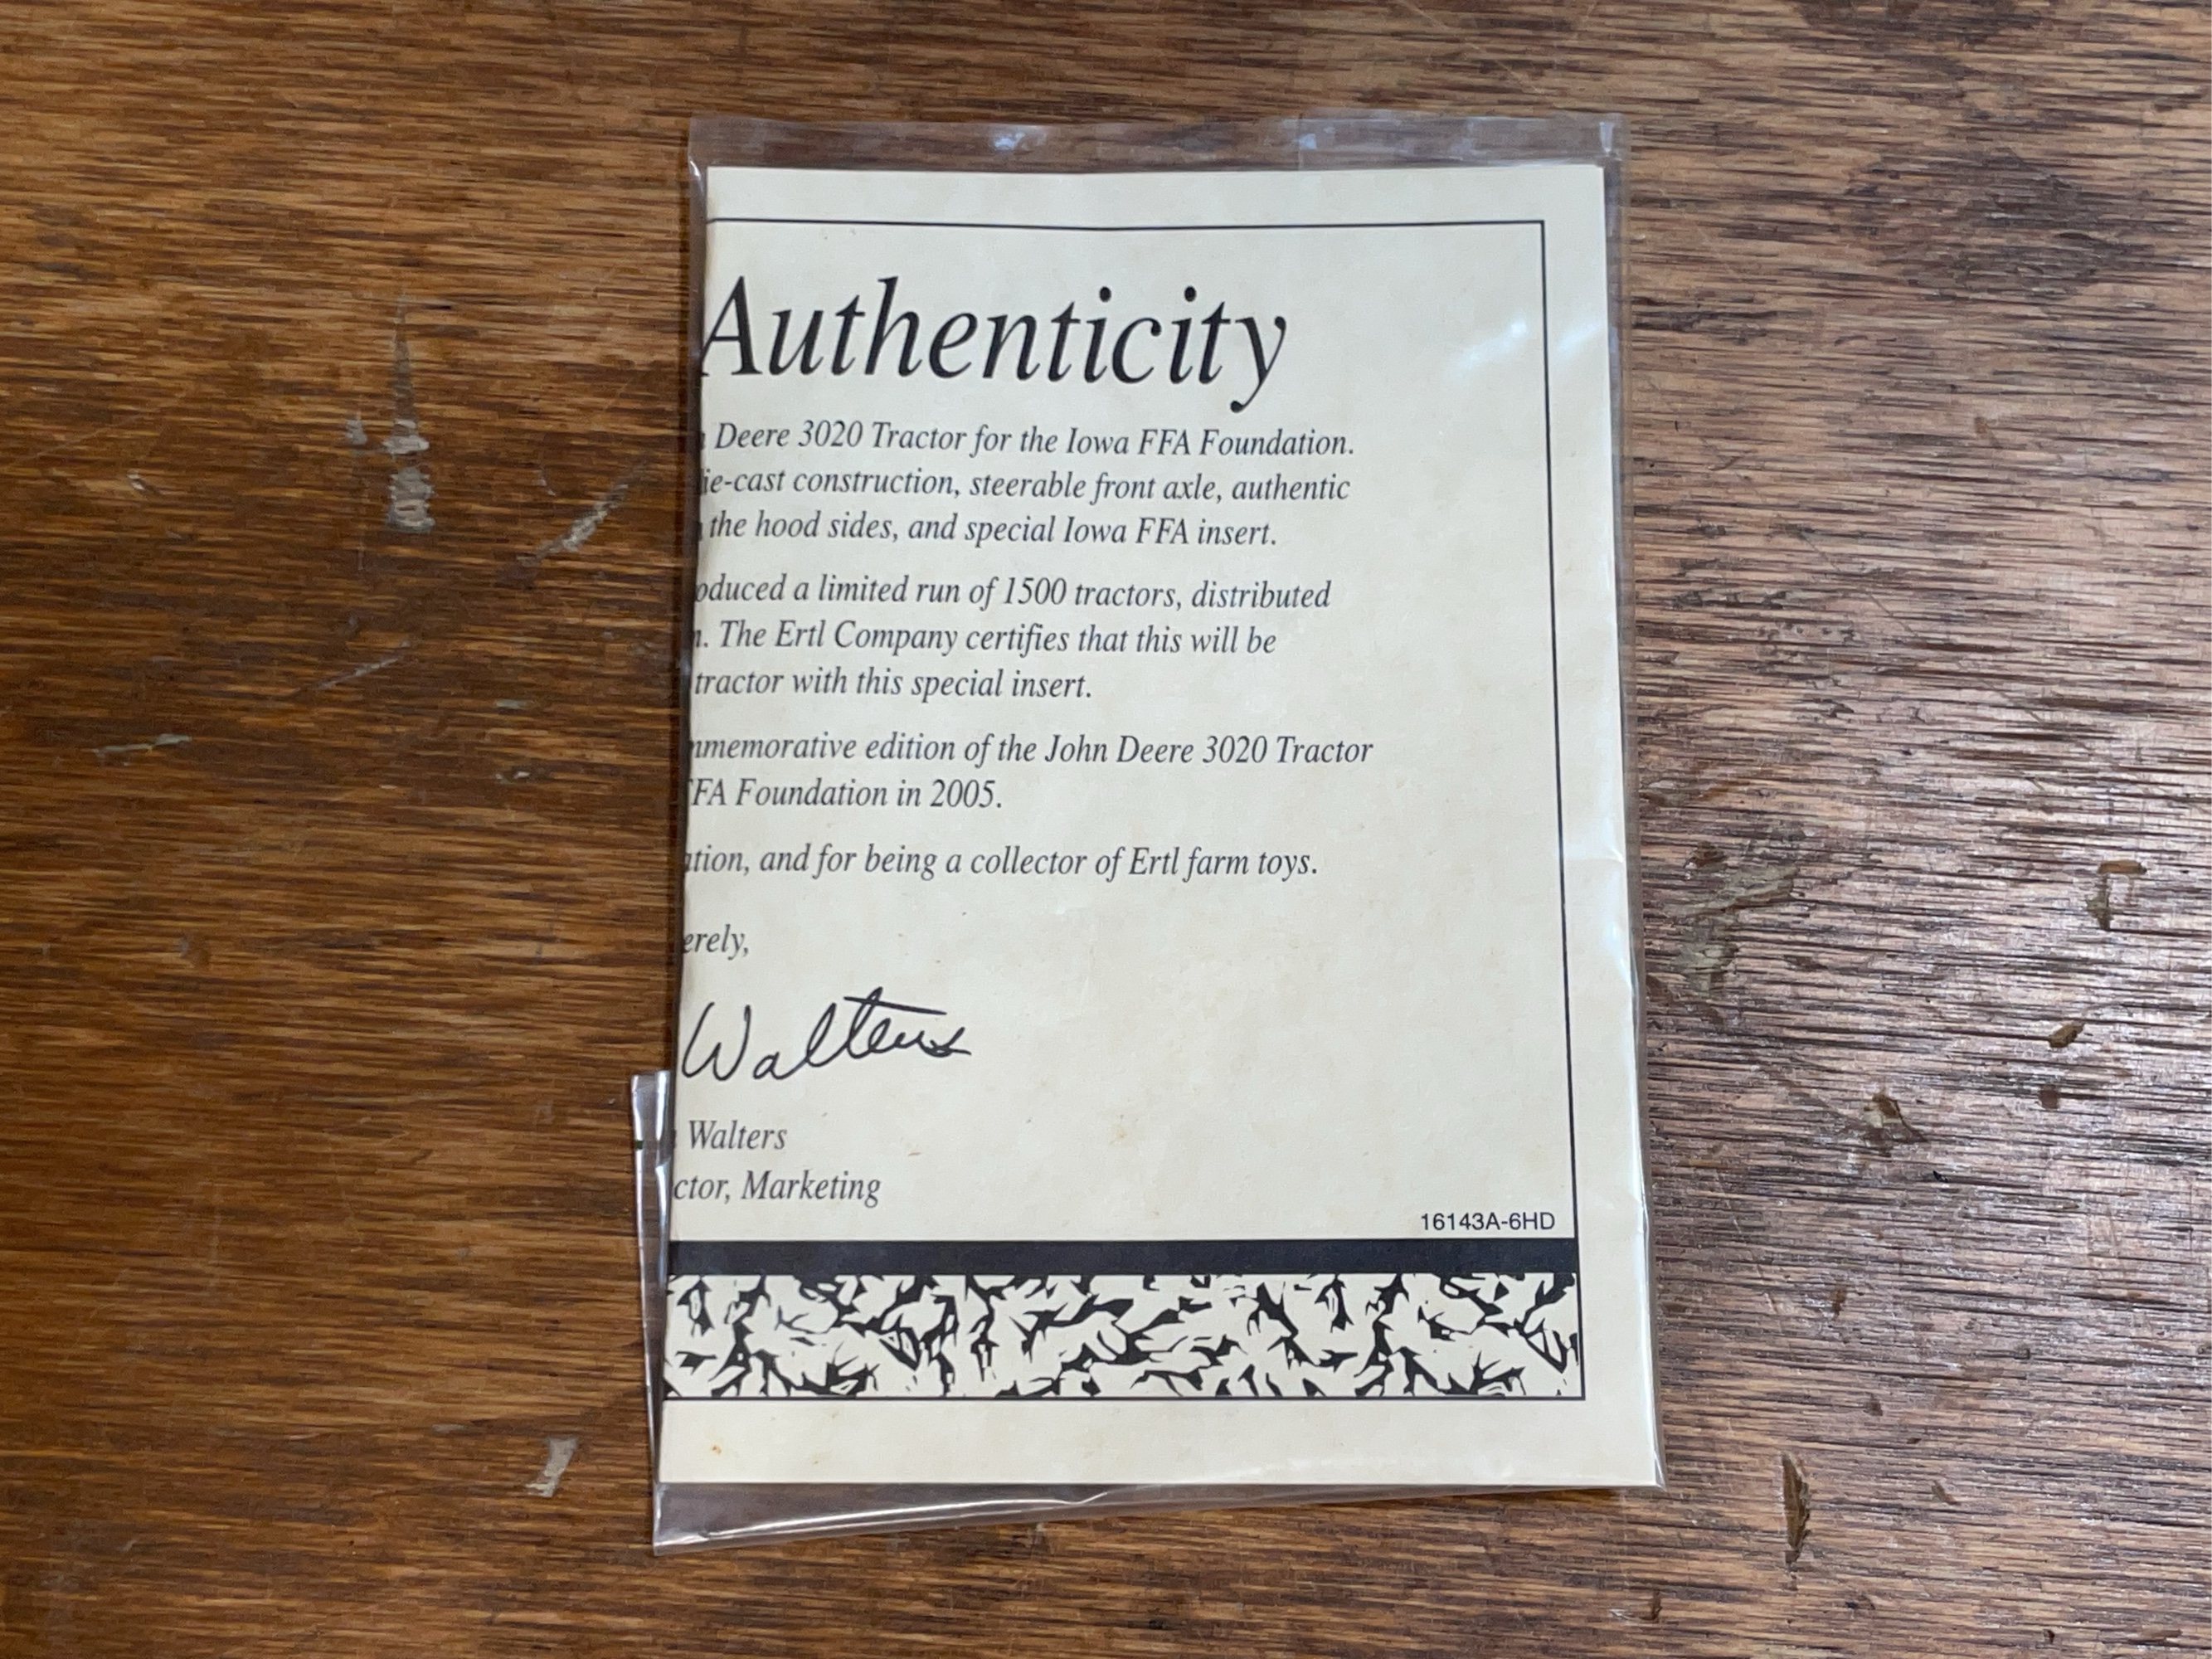 Authenticity
Deere 3020 Tractor for the Iowa FFA Foundation.
ie-cast construction, steerable front axle, authentic
the hood sides, and special Iowa FFA insert.
oduced a limited run of 1500 tractors, distributed
. The Ertl Company certifies that this will be
tractor with this special insert.
mmemorative edition of the John Deere 3020 Tractor
FFA Foundation in 2005.
ation, and for being a collector of Ertl farm toys.
erely,
Walters
Walters
ctor, Marketing
16143A-6HD